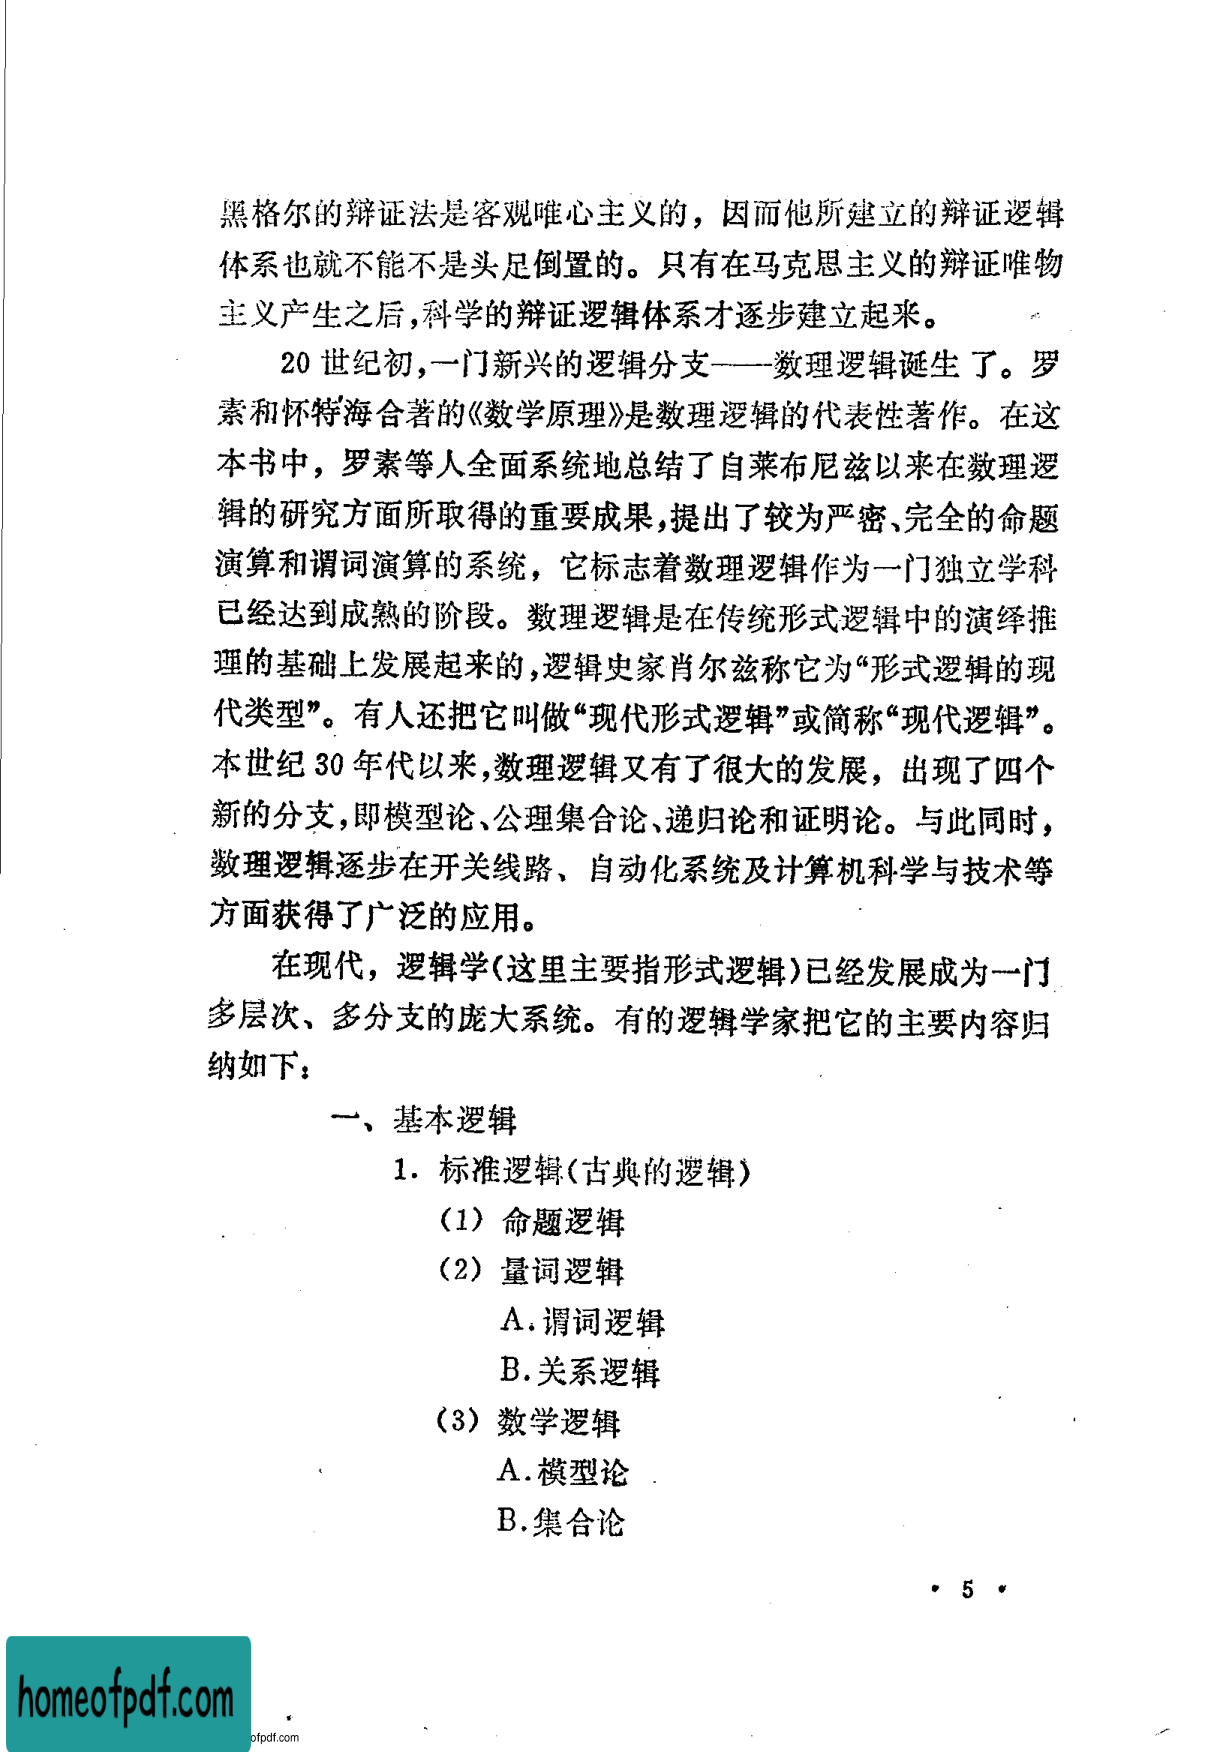 黑格尔的辩证法是客观唯心主义的，因而他所建立的辩证逻辑
体系也就不能不是头足倒置的。只有在马克思主义的辩证唯物
主义产生之后，科学的辩证逻辑体系才逐步建立起来。
20世纪初，一门新兴的逻辑分支——数理逻辑诞生了。罗
素和怀特海合著的《数学原理》是数理逻辑的代表性著作。在这
本书中，罗素等人全面系统地总结了自莱布尼兹以来在数理逻
辑的研究方面所取得的重要成果，提出了较为严密、完全的命题
演算和谓词演算的系统，它标志着数理逻辑作为一门独立学科
已经达到成熟的阶段。数理逻辑是在传统形式逻辑中的演绎推
理的基础上发展起来的，逻辑史家肖尔兹称它为“形式逻辑的现
代类型”。有人还把它叫做“现代形式逻辑”或简称“现代逻辑”。
本世纪30年代以来，数理逻辑又有了很大的发展，出现了四个
新的分支，即模型论、公理集合论、递归论和证明论。与此同时，
数理逻辑逐步在开关线路、自动化系统及计算机科学与技术等
方面获得了广泛的应用。
在现代，逻辑学（这里主要指形式逻辑）已经发展成为一门
多层次、多分支的庞大系统。有的逻辑学家把它的主要内容归
纳如下：
一、基本逻辑
1. 标准逻辑（古典的逻辑）
（1）命题逻辑
（2）量词逻辑
A.谓词逻辑
B.关系逻辑
（3）数学逻辑
A.模型论
B.集合论
• 5 •
homeofpdf.com
ofpdf.com